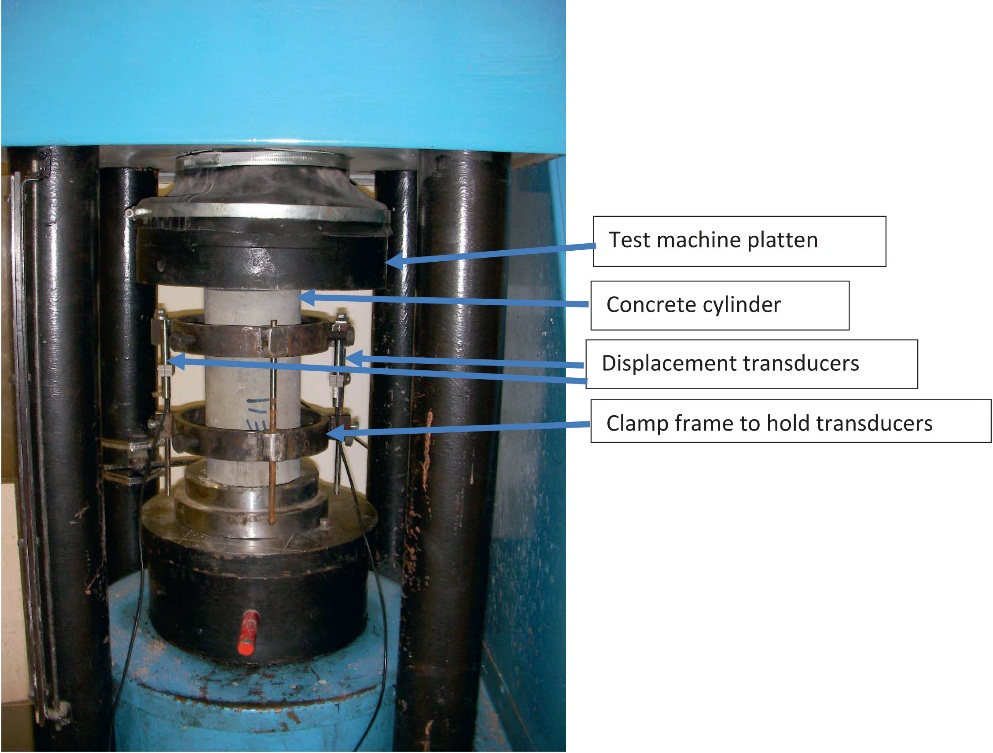 Test machine platten
Concrete cylinder
Displacement transducers
Clamp frame to hold transducers